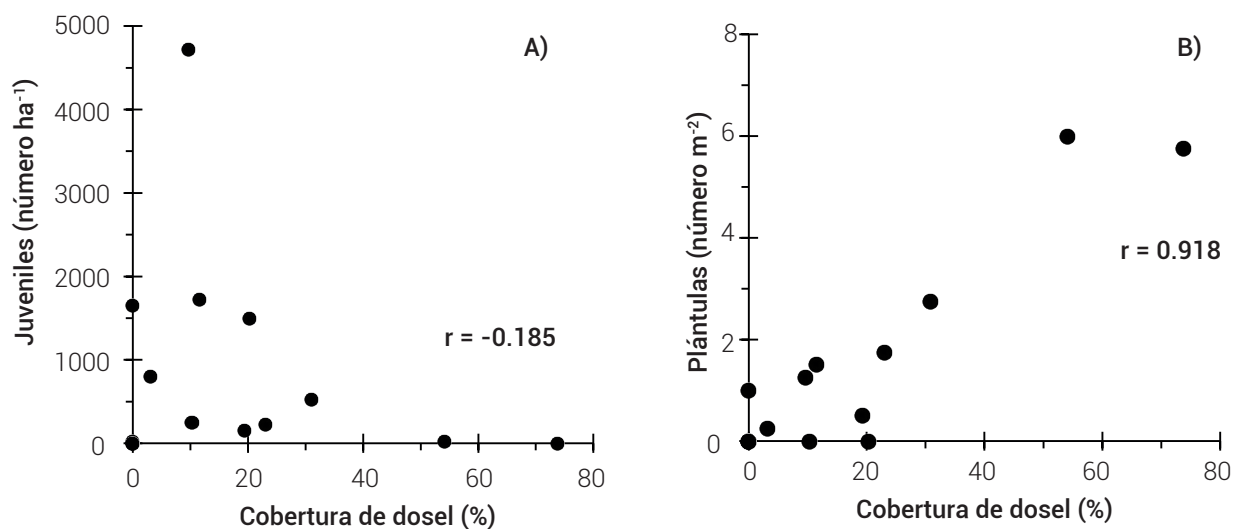 A)
Juveniles (número ha⁻¹)
5000
4000
3000
2000
1000
0
r = -0.185
0 20 40 60 80
Cobertura de dosel (%)
B)
Plántulas (número m⁻²)
8
6
4
2
0
r = 0.918
0 20 40 60 80
Cobertura de dosel (%)